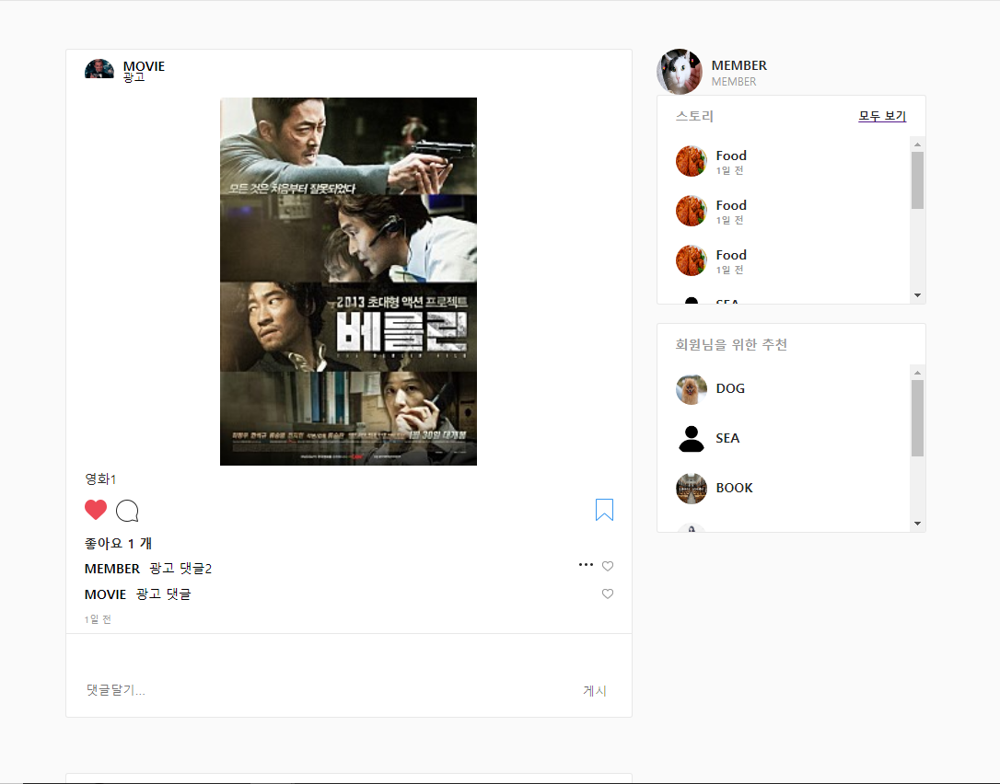 MOVIE
광고
모든 것은 처음부터 잘못되었다
2013 초대형 액션 프로젝트
베를린
THE BERLIN FILE
1월 30일 대개봉
영화1
좋아요 1 개
MEMBER 광고 댓글2
MOVIE 광고 댓글
1일 전
댓글달기...
게시
MEMBER
MEMBER
스토리
모두 보기
Food
1일 전
Food
1일 전
Food
1일 전
SEA
회원님을 위한 추천
DOG
SEA
BOOK